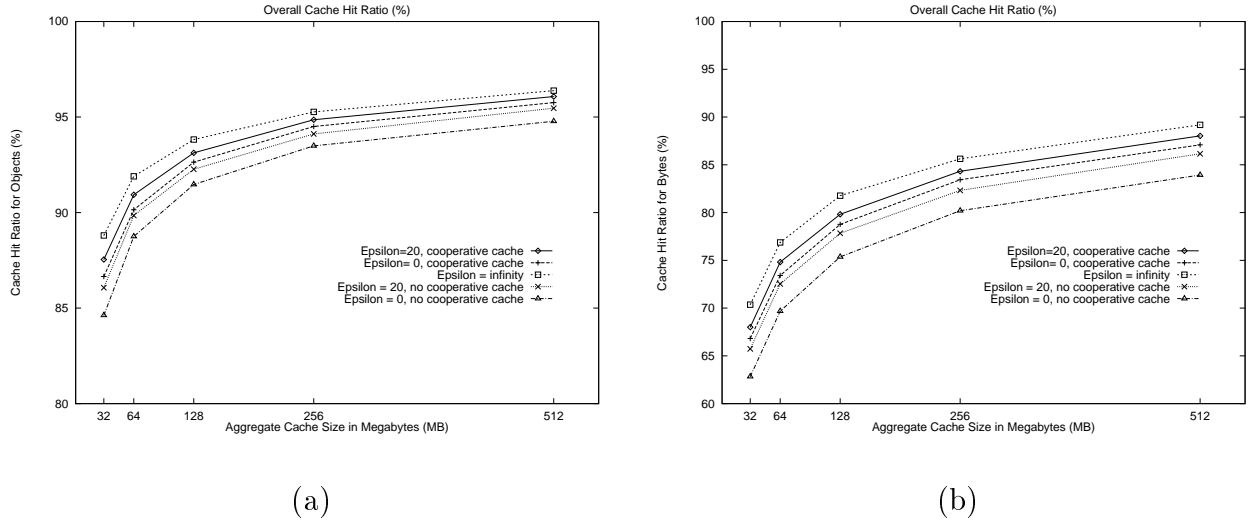 Overall Cache Hit Ratio (%)
100
95
90
85
80
Cache Hit Ratio for Objects (%)
Epsilon=20, cooperative cache
Epsilon= 0, cooperative cache
Epsilon = infinity
Epsilon = 20, no cooperative cache
Epsilon = 0, no cooperative cache
32 64 128 256 512
Aggregate Cache Size in Megabytes (MB)
(a)
Overall Cache Hit Ratio (%)
100
95
90
85
80
75
70
65
60
Cache Hit Ratio for Bytes (%)
Epsilon=20, cooperative cache
Epsilon= 0, cooperative cache
Epsilon = infinity
Epsilon = 20, no cooperative cache
Epsilon = 0, no cooperative cache
32 64 128 256 512
Aggregate Cache Size in Megabytes (MB)
(b)